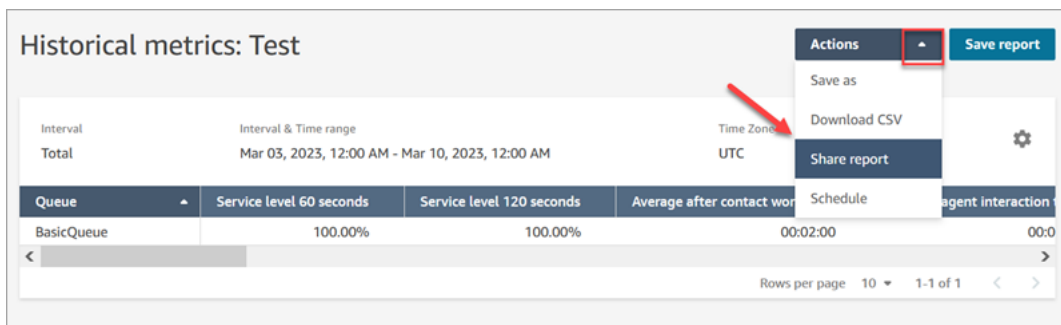 Historical metrics: Test
Actions
Save report
Save as
Download CSV
Share report
Schedule
Interval
Interval & Time range
Time Zone
Total
Mar 03, 2023, 12:00 AM - Mar 10, 2023, 12:00 AM
UTC
Queue Service level 60 seconds Service level 120 seconds Average after contact wor agent interaction
BasicQueue 100.00% 100.00% 00:02:00 00:0
Rows per page 10 1-1 of 1